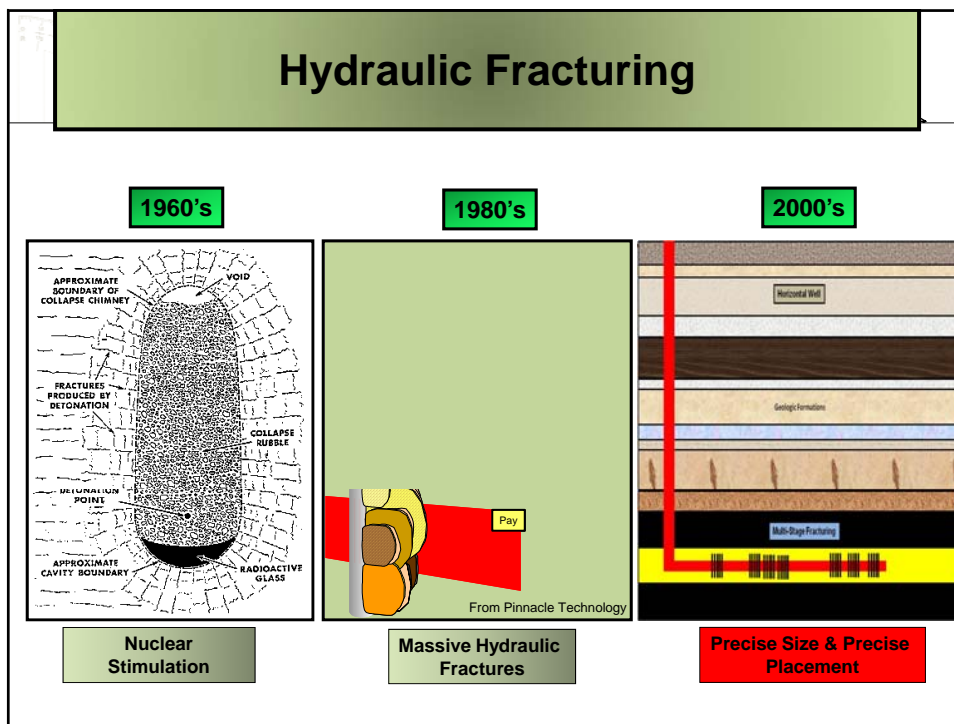 Hydraulic Fracturing
1960's
1980's
2000's
APPROXIMATE
BOUNDARY OF
COLLAPSE CHIMNEY
VOID
FRACTURES
PRODUCED BY
DETONATION
COLLAPSE
RUBBLE
DETONATION
POINT
APPROXIMATE
CAVITY BOUNDARY
RADIOACTIVE
GLASS
Pay
From Pinnacle Technology
Horizontal Well
Geologic Formations
Multi-Stage Fracturing
Nuclear
Stimulation
Massive Hydraulic
Fractures
Precise Size & Precise
Placement